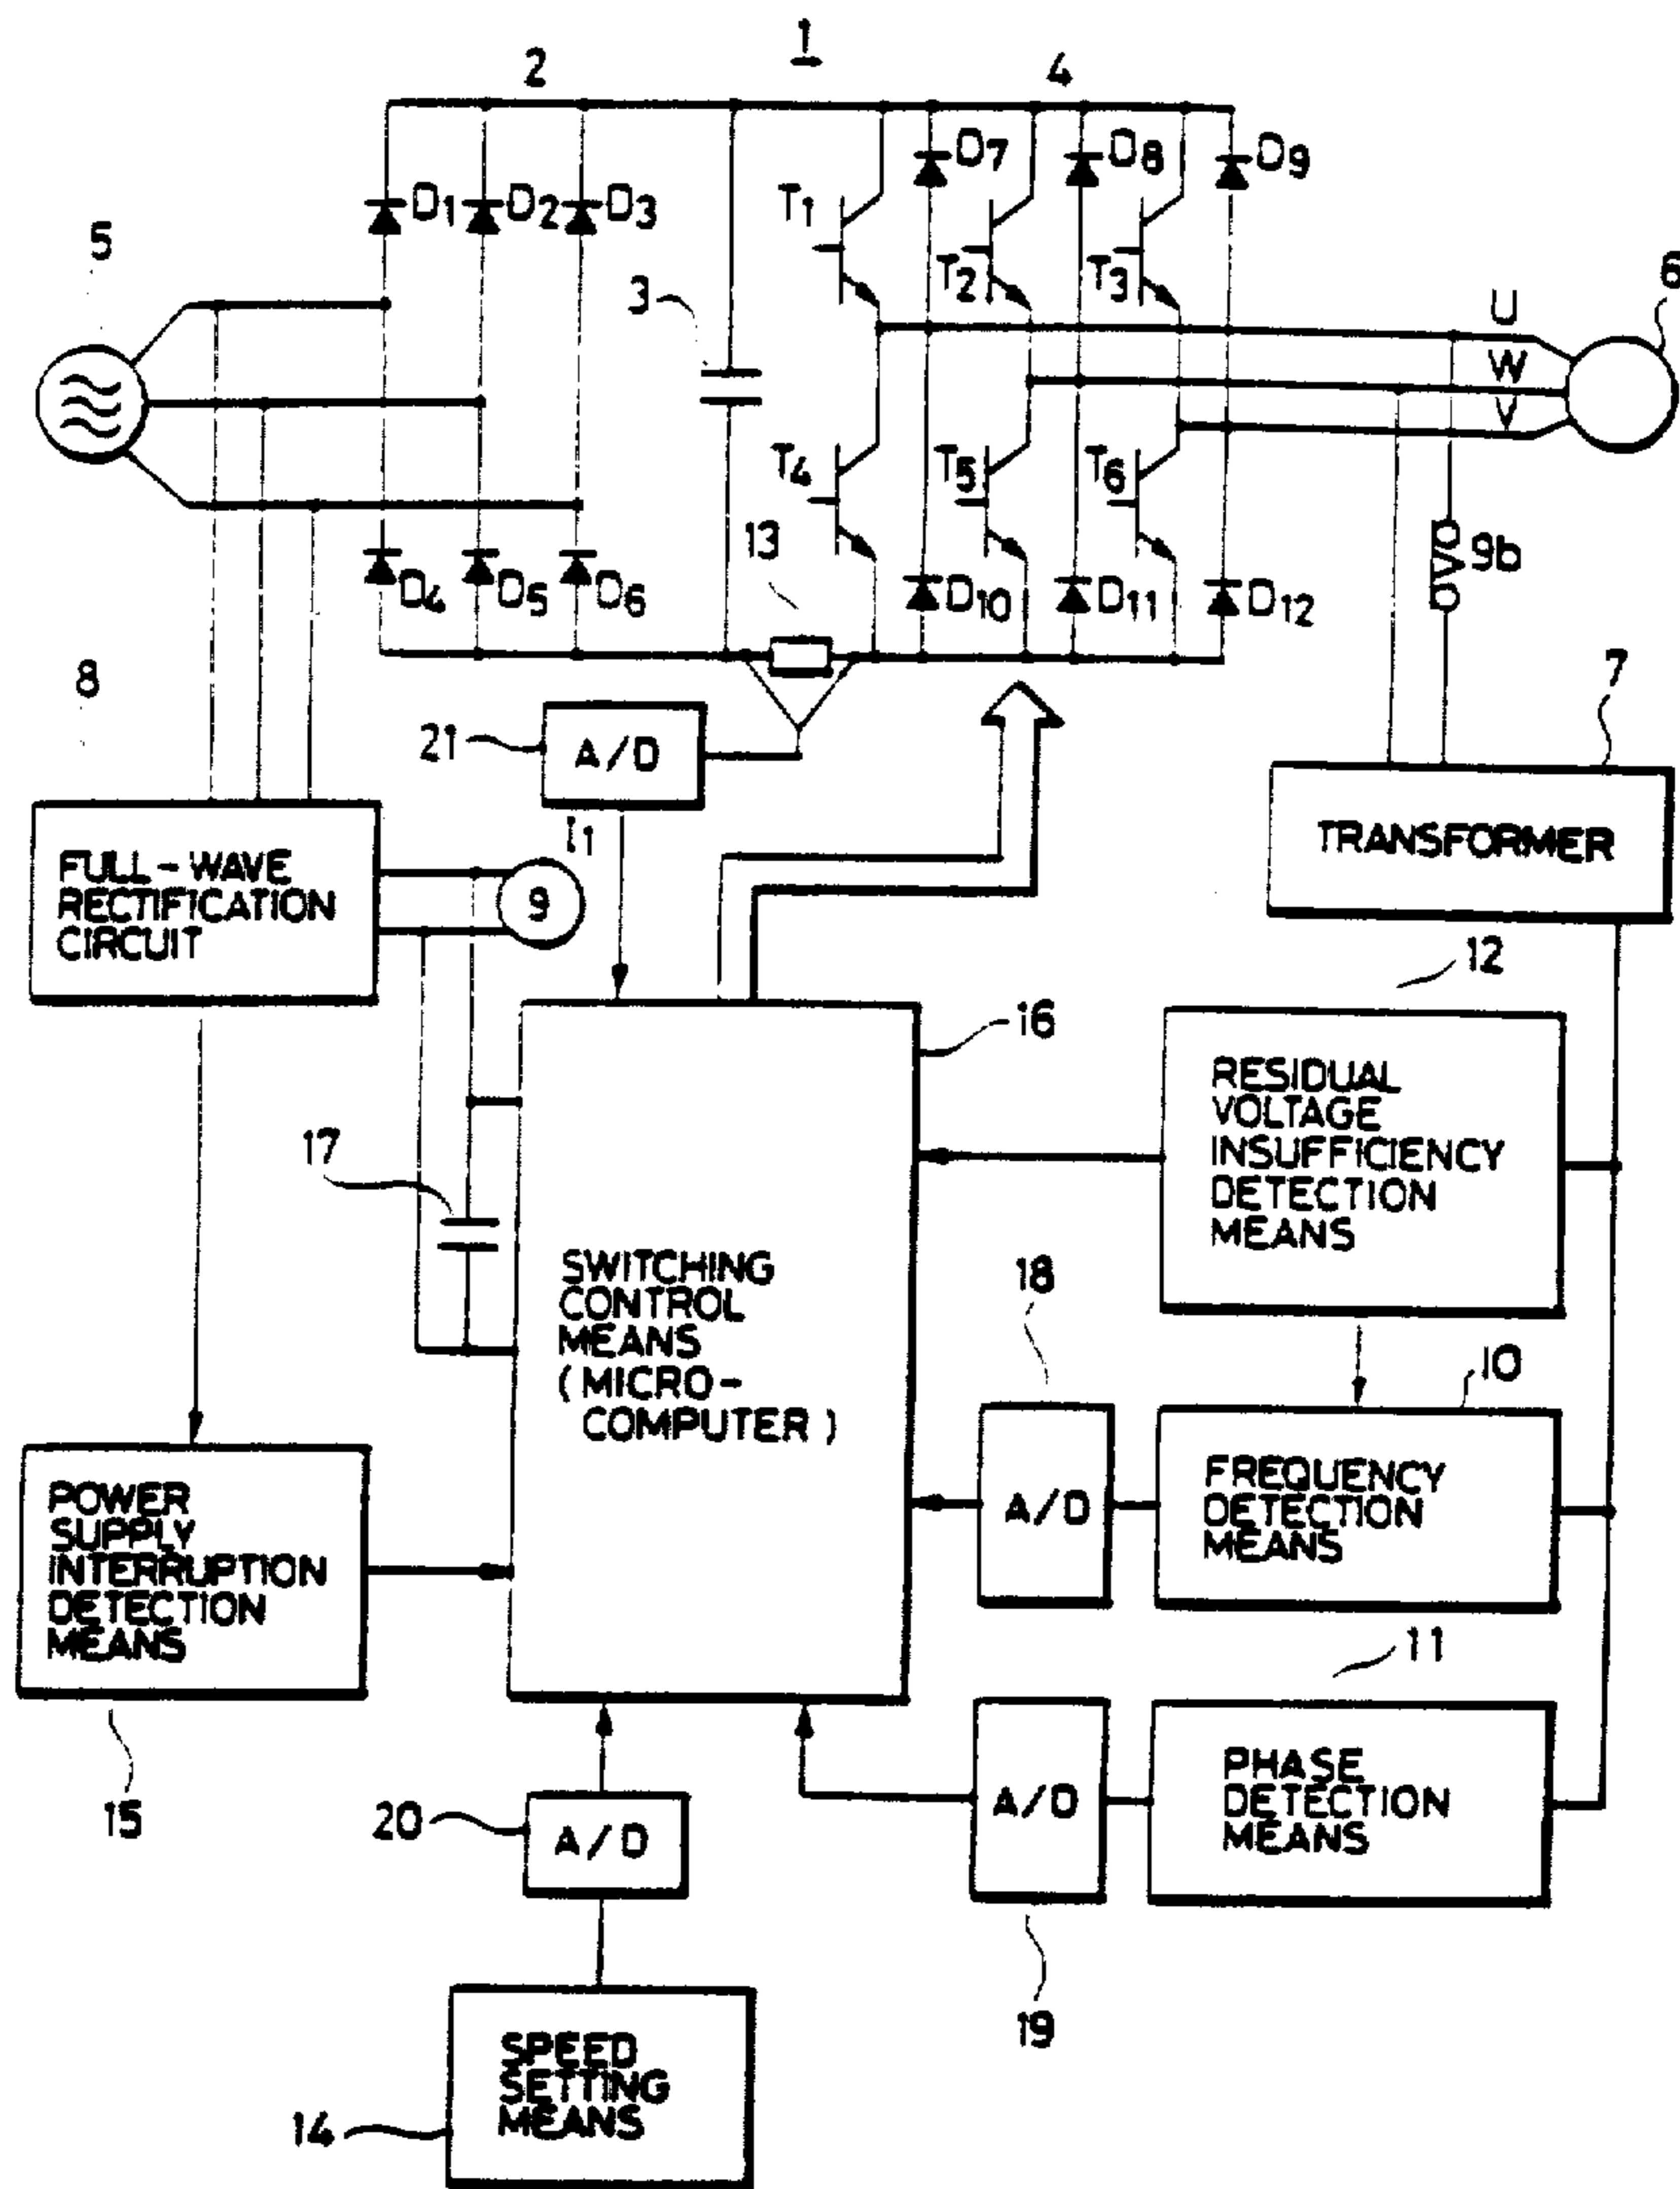 1
2
4
D7
D8
D9
D1
D2
D3
T1
T2
T3
5
3
6
U
W
V
T4
T5
T6
13
9b
D4
D5
D6
D10
D11
D12
8
7
21
A/D
TRANSFORMER
I1
FULL-WAVE
RECTIFICATION
CIRCUIT
9
12
16
RESIDUAL
VOLTAGE
INSUFFICIENCY
DETECTION
MEANS
17
SWITCHING
CONTROL
MEANS
(MICRO-
COMPUTER)
18
10
POWER
SUPPLY
INTERRUPTION
DETECTION
MEANS
A/D
FREQUENCY
DETECTION
MEANS
11
15
20
A/D
A/D
PHASE
DETECTION
MEANS
19
14
SPEED
SETTING
MEANS